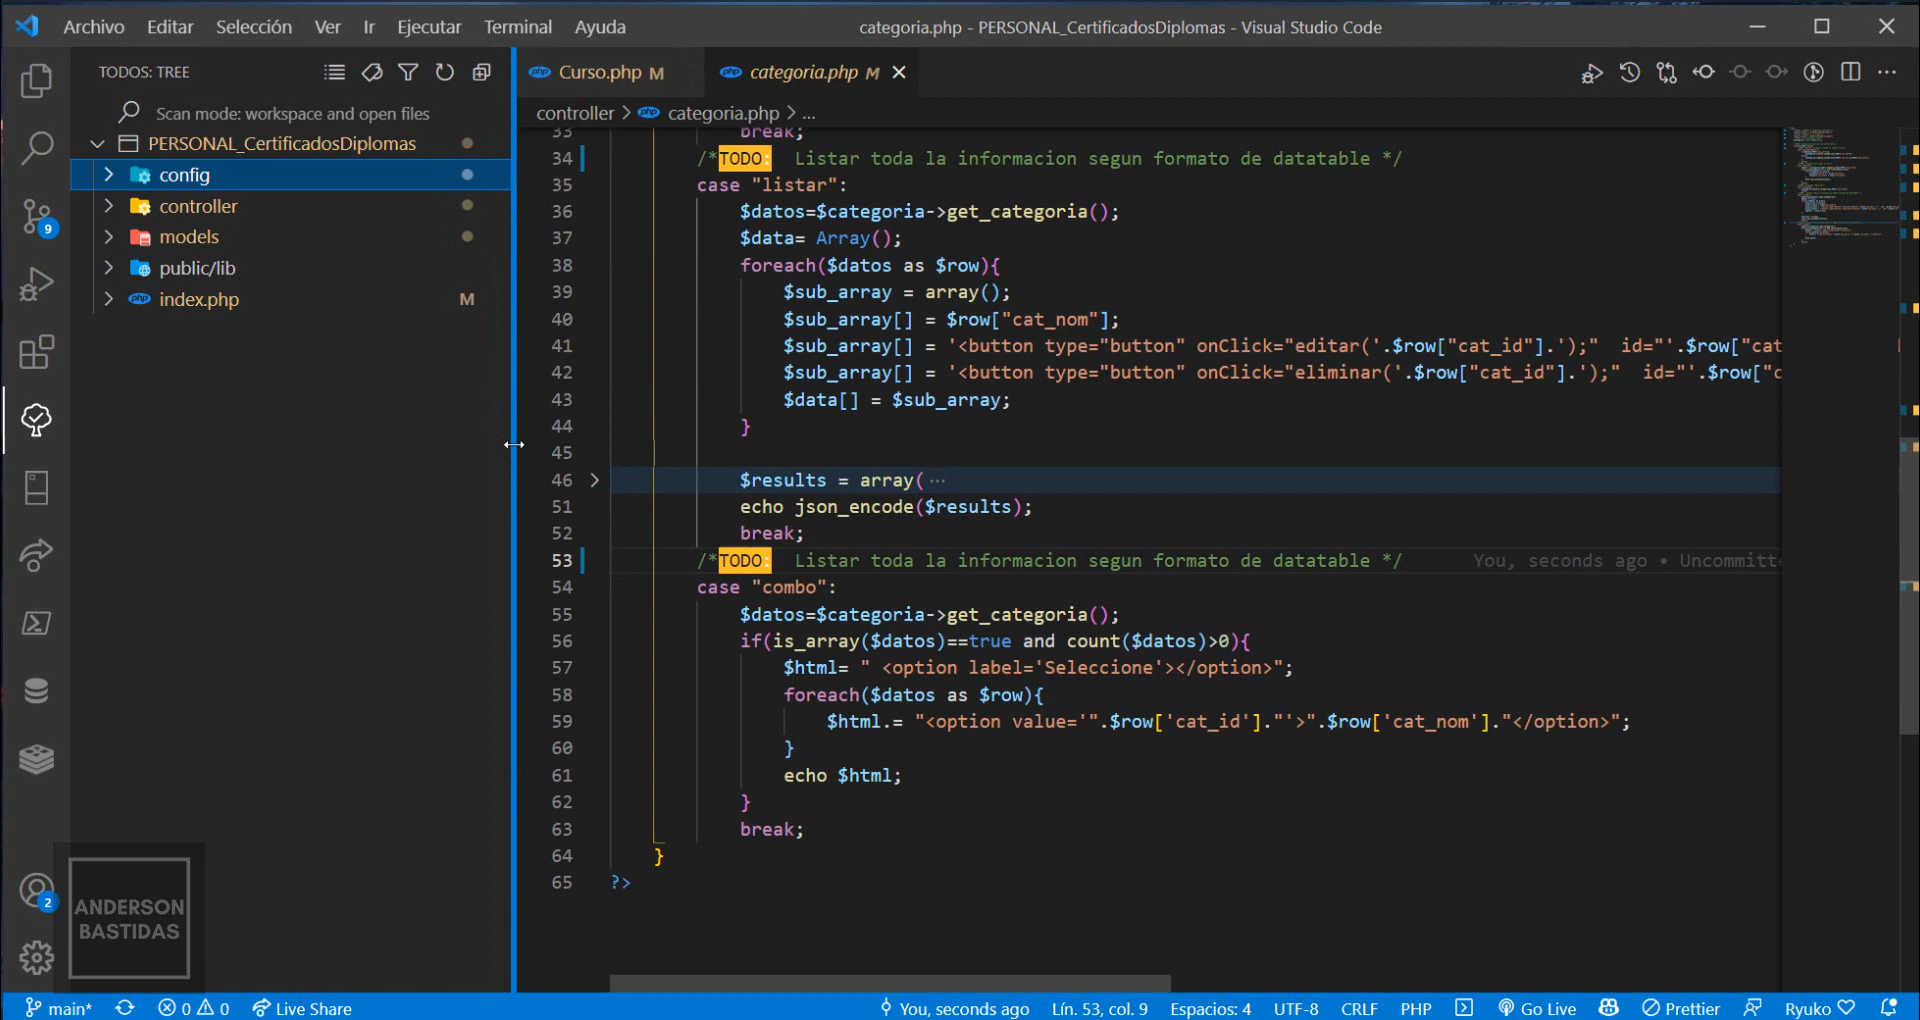 Archivo Editar Selección Ver Ir Ejecutar Terminal Ayuda categoria.php - PERSONAL_CertificadosDiplomas - Visual Studio Code
TODOS: TREE
Scan mode: workspace and open files
PERSONAL_CertificadosDiplomas
config
controller
models
public/lib
index.php M
9
2
ANDERSON
BASTIDAS
Curso.php M
categoria.php M
controller > categoria.php > ...
33 break;
34 /*TODO: Listar toda la informacion segun formato de datatable */
35 case "listar":
36 $datos=$categoria->get_categoria();
37 $data= Array();
38 foreach($datos as $row){
39 $sub_array = array();
40 $sub_array[] = $row["cat_nom"];
41 $sub_array[] = '<button type="button" onClick="editar('.$row["cat_id"].');" id="'.$row["cat
42 $sub_array[] = '<button type="button" onClick="eliminar('.$row["cat_id"].');" id="'.$row["c
43 $data[] = $sub_array;
44 }
45
46 $results = array( ...
51 echo json_encode($results);
52 break;
53 /*TODO: Listar toda la informacion segun formato de datatable */ You, seconds ago • Uncommitte
54 case "combo":
55 $datos=$categoria->get_categoria();
56 if(is_array($datos)==true and count($datos)>0){
57 $html= " <option label='Seleccione'></option>";
58 foreach($datos as $row){
59 $html.= "<option value='".$row['cat_id']."'>".$row['cat_nom']."</option>";
60 }
61 echo $html;
62 }
63 break;
64 }
65 ?>
main* 0 0 Live Share You, seconds ago Lín. 53, col. 9 Espacios: 4 UTF-8 CRLF PHP Go Live Prettier Ryuko